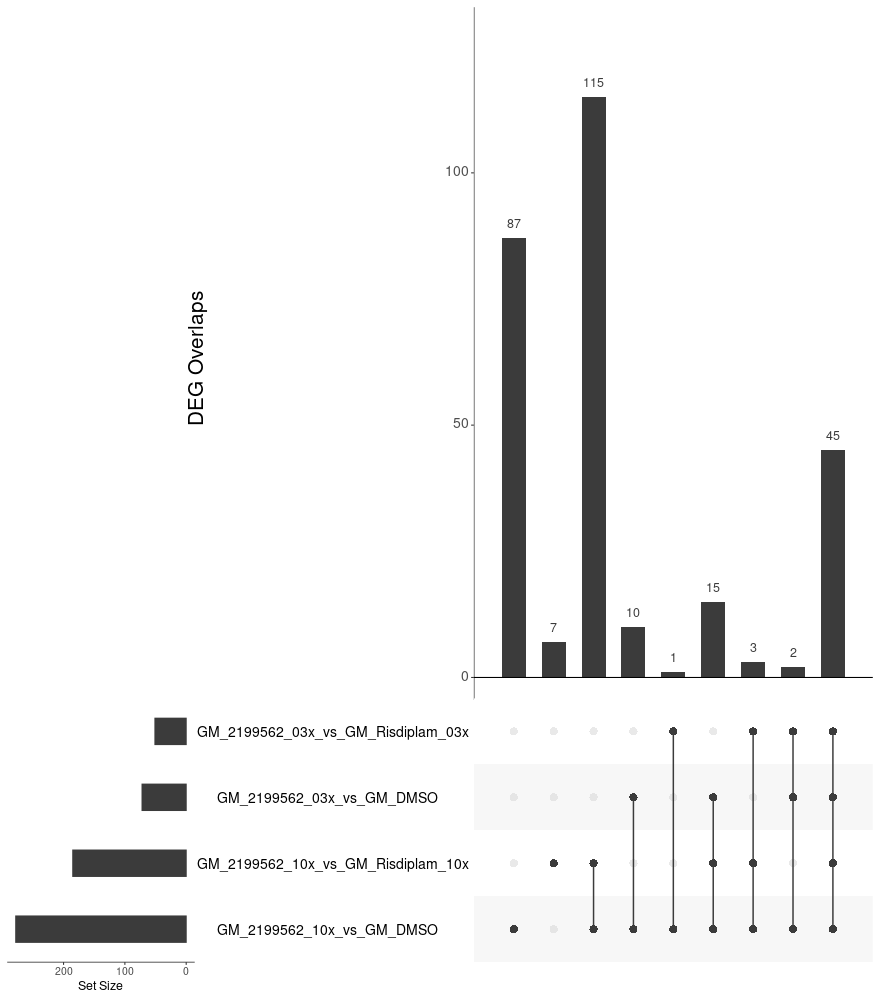 115
100
87
DEG Overlaps
50
45
15
10
7
3
2
1
0
GM_2199562_03x_vs_GM_Risdiplam_03x
GM_2199562_03x_vs_GM_DMSO
GM_2199562_10x_vs_GM_Risdiplam_10x
GM_2199562_10x_vs_GM_DMSO
200 100 0
Set Size